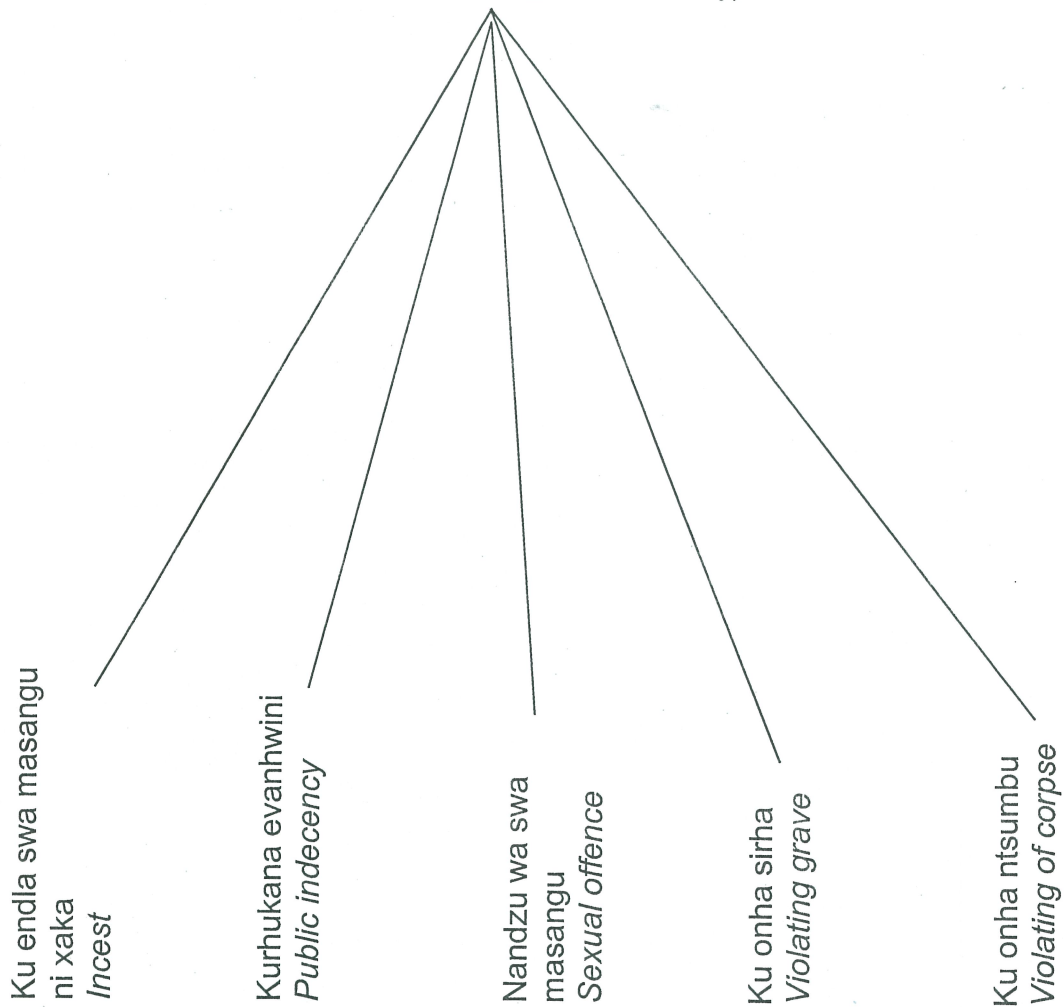 Ku endla swa masangu
ni xaka
Incest
Kurhukana evanhwini
Public indecency
Nandzu wa swa
masangu
Sexual offence
Ku onha sirha
Violating grave
Ku onha ntsumbu
Violating of corpse